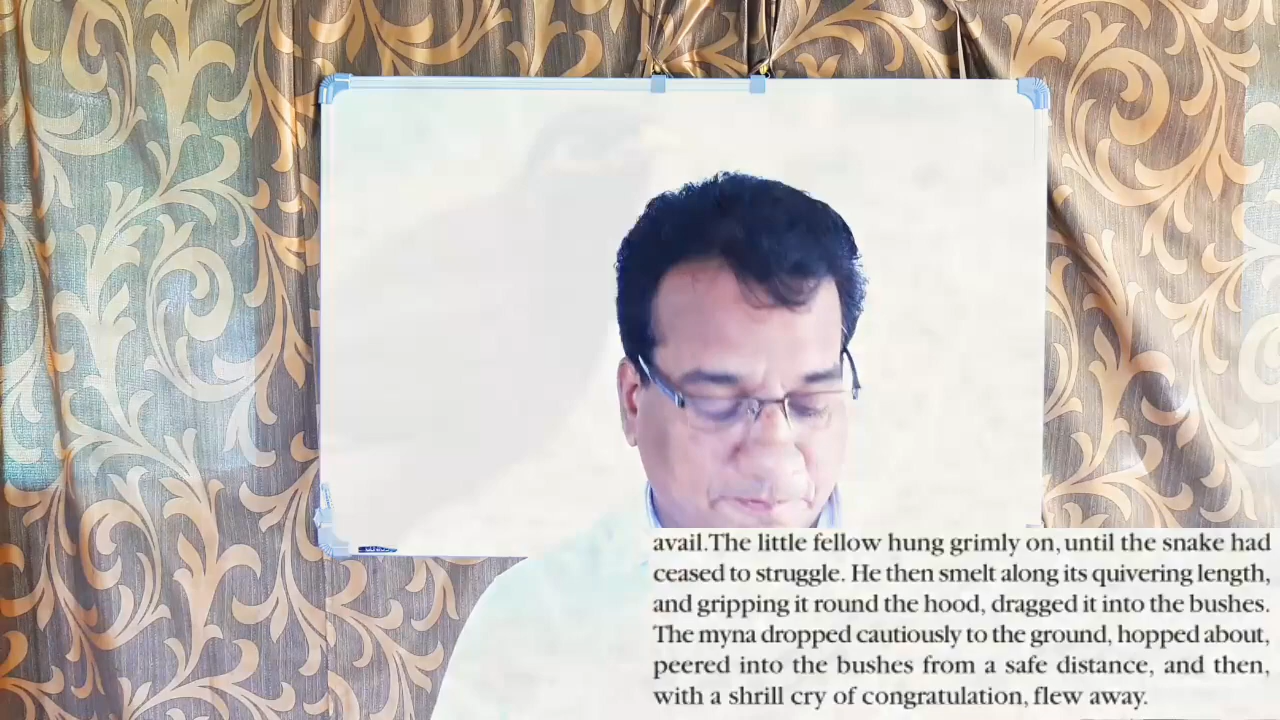 avail.The little fellow hung grimly on, until the snake had
ceased to struggle. He then smelt along its quivering length,
and gripping it round the hood, dragged it into the bushes.
The myna dropped cautiously to the ground, hopped about,
peered into the bushes from a safe distance, and then,
with a shrill cry of congratulation, flew away.